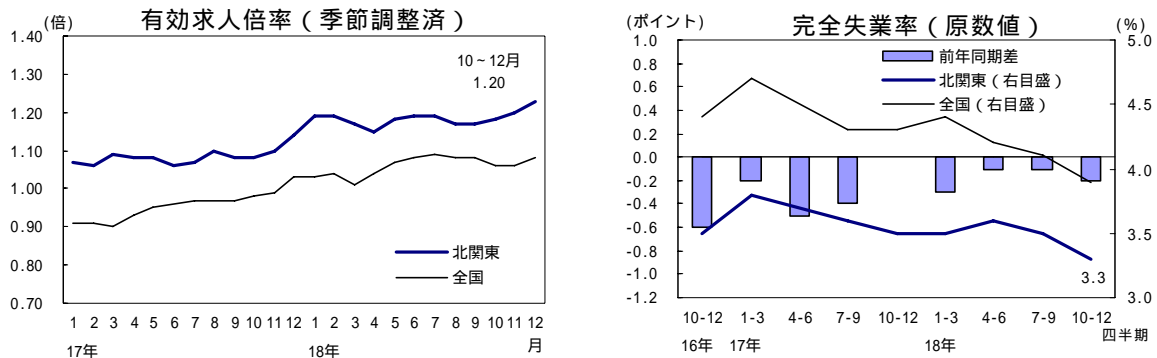 有効求人倍率（季節調整済）
(倍)
1.40
1.30
1.20
1.10
1.00
0.90
0.80
0.70
10～12月
1.20
北関東
全国
1 2 3 4 5 6 7 8 9 10 11 12 1 2 3 4 5 6 7 8 9 10 11 12
17年 18年 月
完全失業率（原数値）
(ポイント) (%)
1.0
0.8
0.6
0.4
0.2
0.0
-0.2
-0.4
-0.6
-0.8
-1.0
-1.2
前年同期差
北関東（右目盛）
全国（右目盛）
5.0
4.5
4.0
3.5
3.0
3.3
10-12 1-3 4-6 7-9 10-12 1-3 4-6 7-9 10-12
16年 17年 18年 四半期